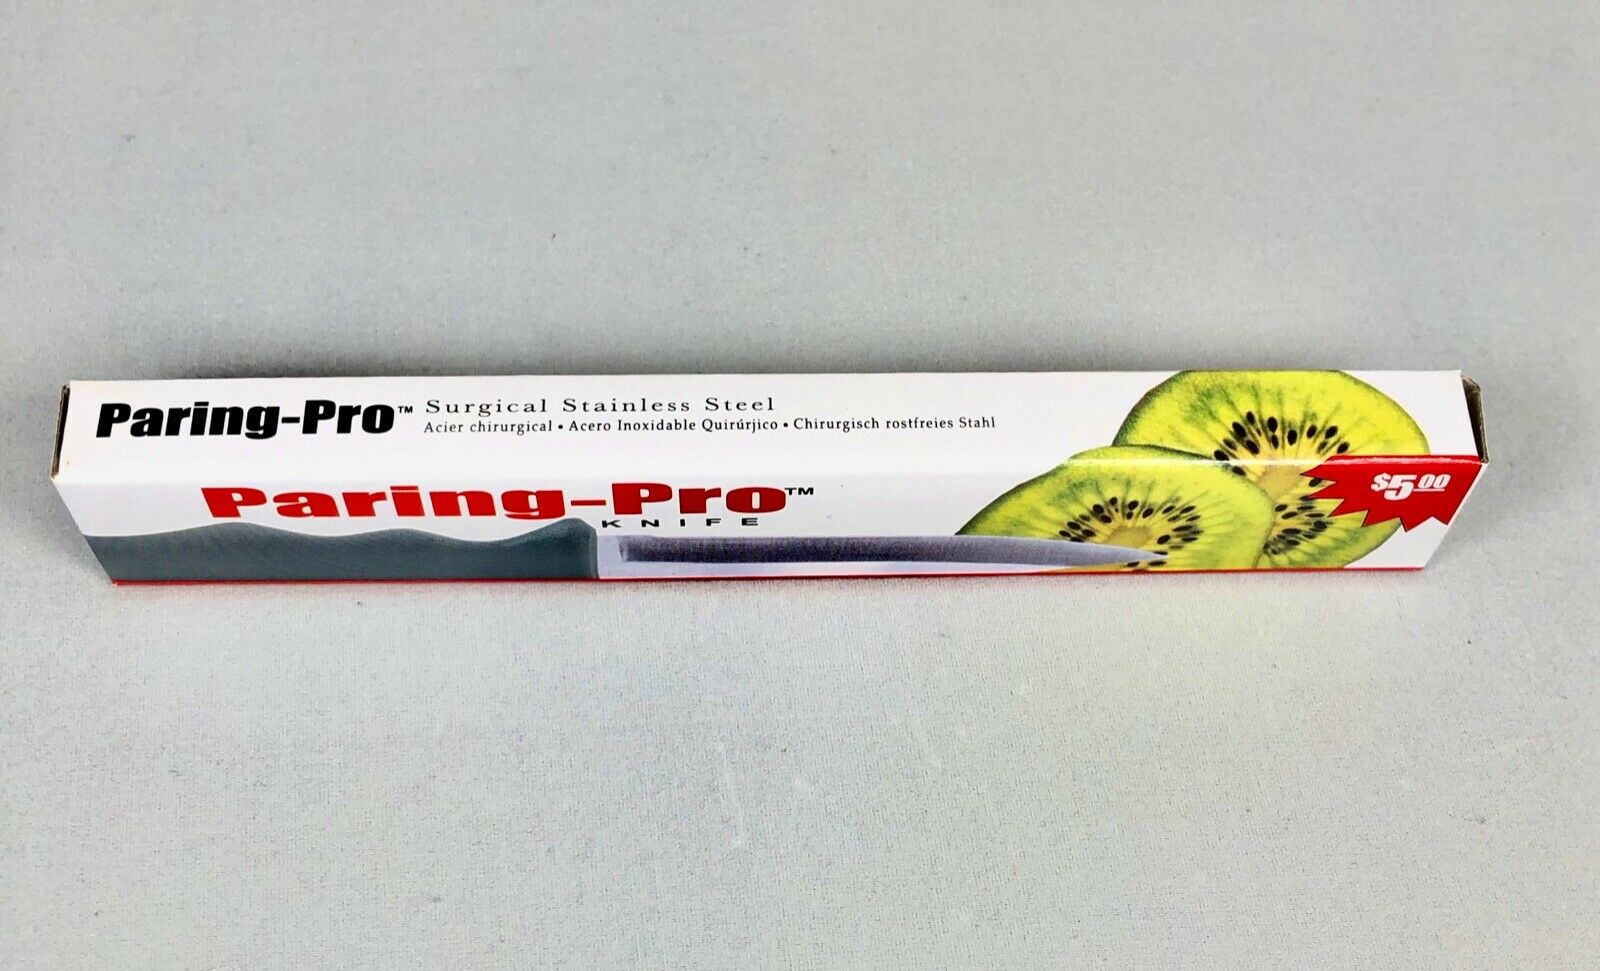 Paring-Pro™ Surgical Stainless Steel
Acier chirurgical • Acero Inoxidable Quirúrjico • Chirurgisch rostfreies Stahl
Paring-Pro™
KNIFE
$5.00